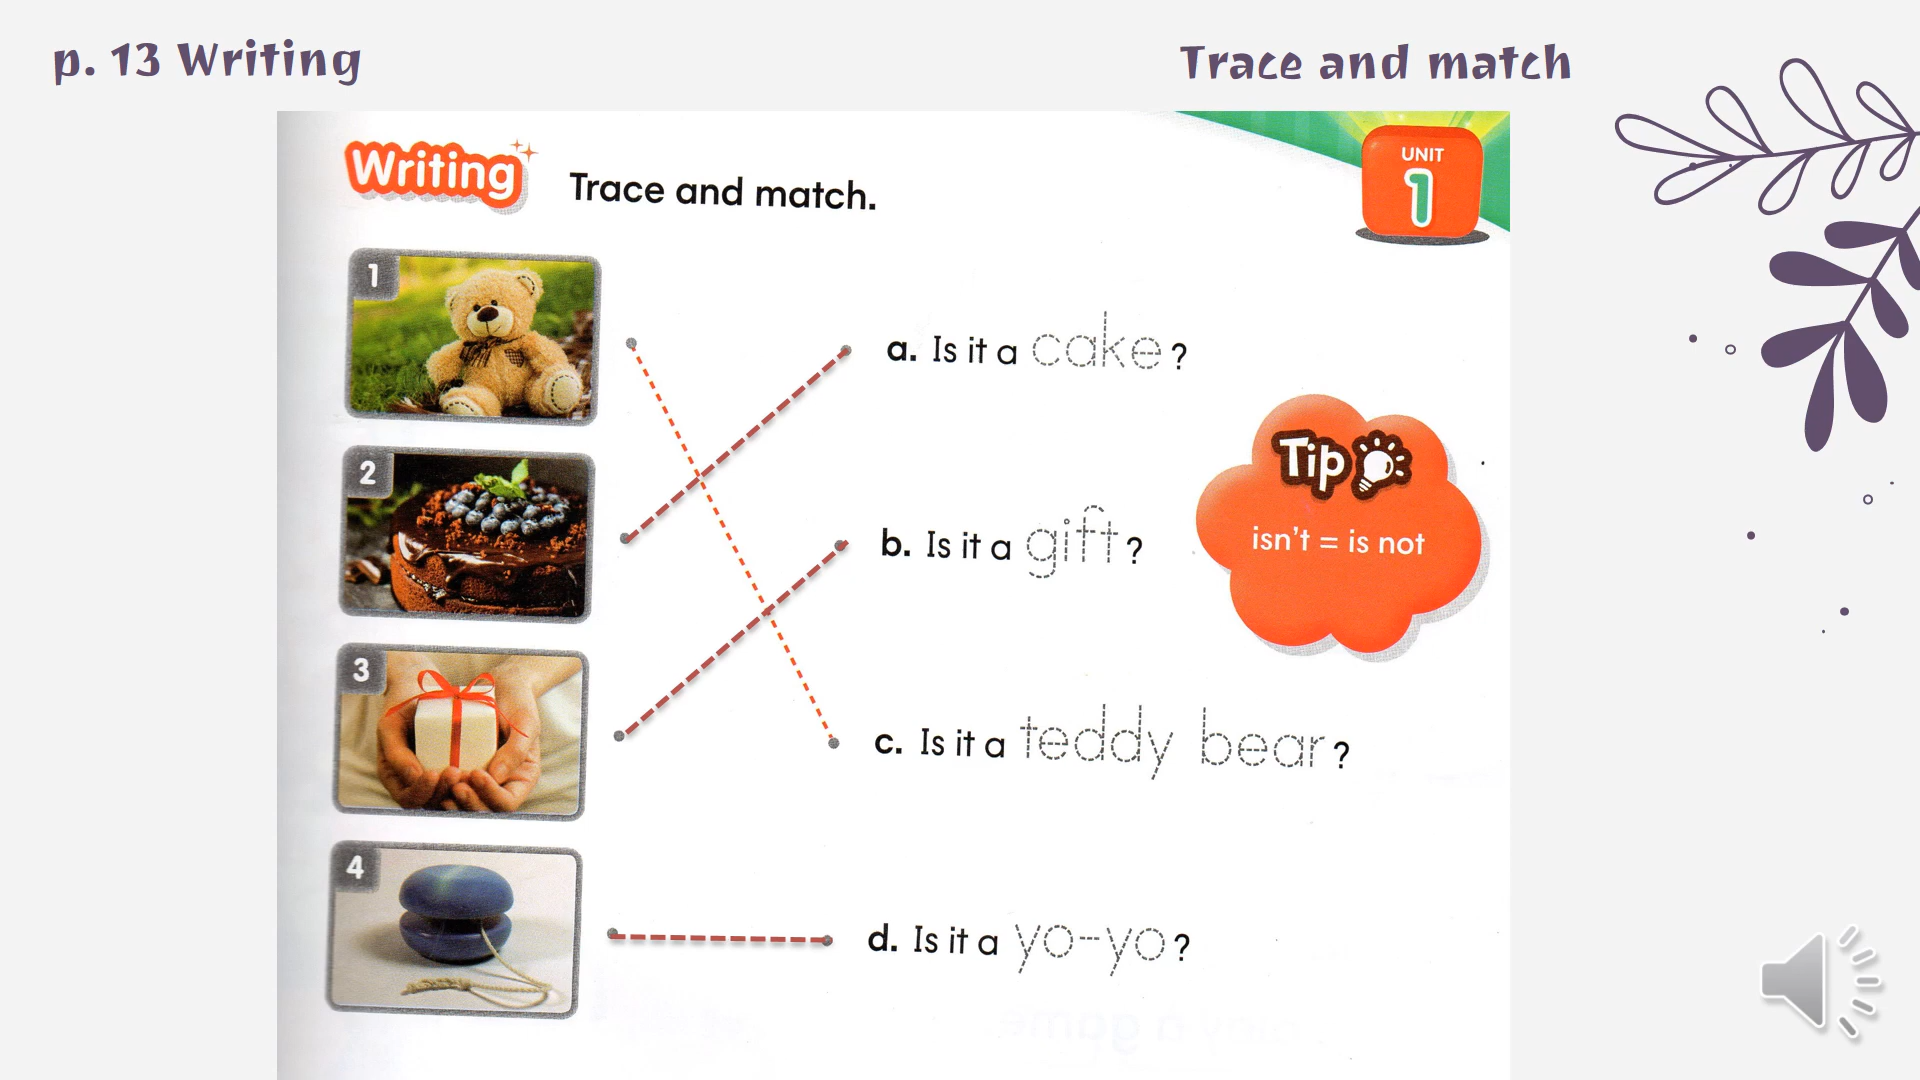 p. 13 Writing
Trace and match
Writing
Trace and match.
UNIT
1
1
a. Is it a cake ?
2
b. Is it a gift ?
Tip
isn't = is not
3
c. Is it a teddy bear ?
4
d. Is it a yo-yo ?